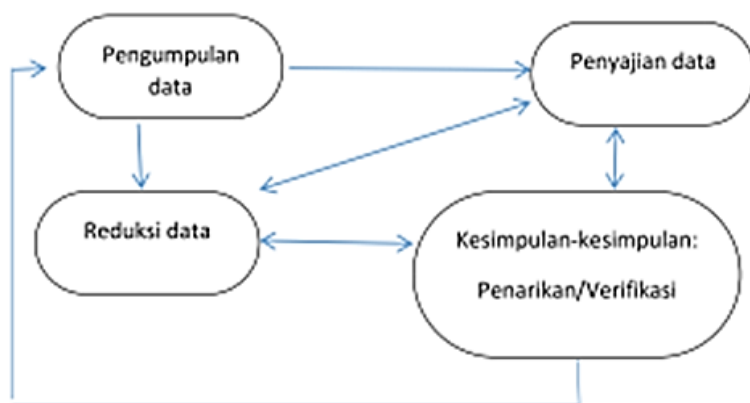 Pengumpulan
data
Penyajian data
Reduksi data
Kesimpulan-kesimpulan:
Penarikan/Verifikasi